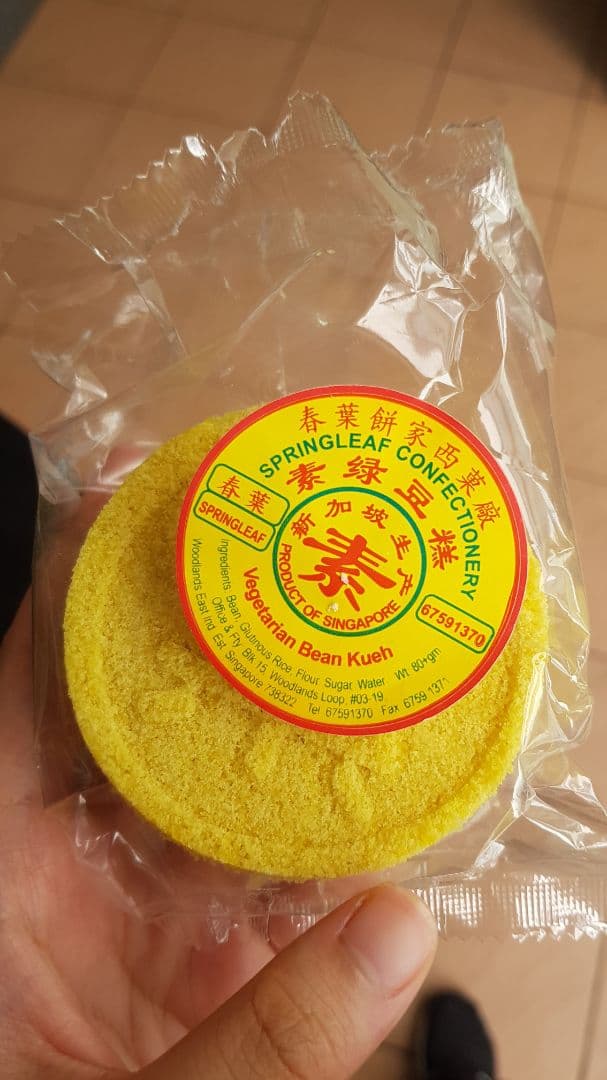 春葉餅家西菓廠
SPRINGLEAF CONFECTIONERY
素绿豆糕
春葉
SPRINGLEAF
新加坡生产
素
PRODUCT OF SINGAPORE
67591370
Vegetarian Bean Kueh
Ingredients: Bean, Glutinous Rice, Flour, Sugar, Water Wt. 80+gm
Office & Fty: Blk 15, Woodlands Loop, #03-19
Woodlands East Ind. Est. Singapore 738322 Tel: 67591370 Fax: 6759 1371